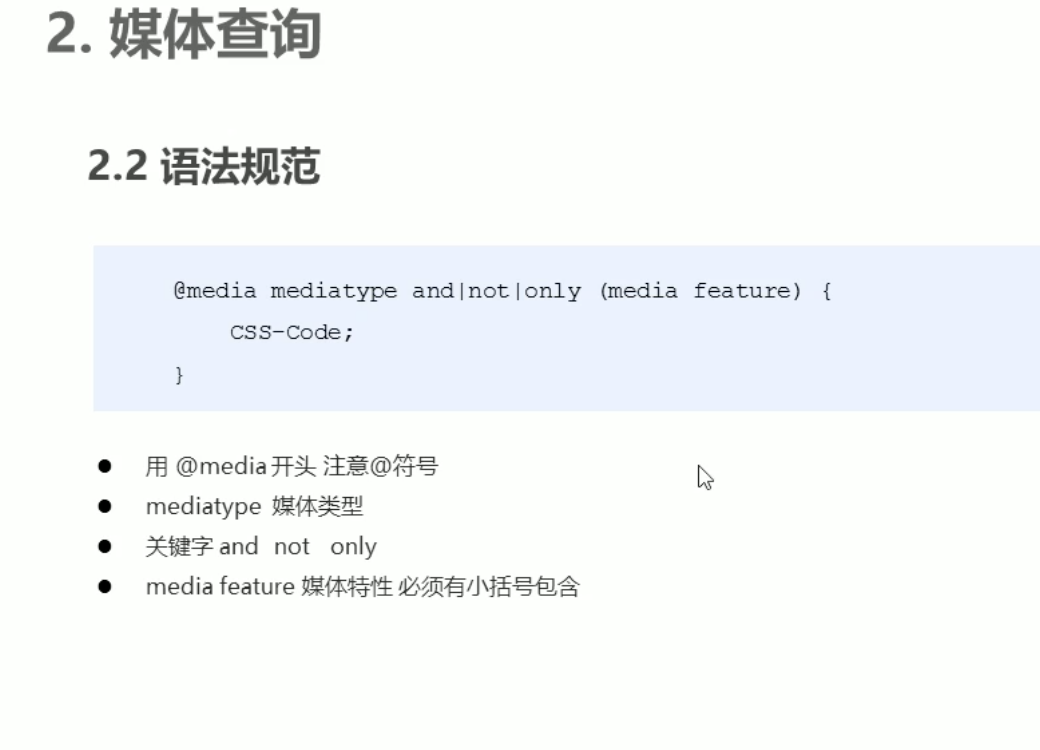 2. 媒体查询
2.2 语法规范
@media mediatype and|not|only (media feature) {
CSS-Code;
}
● 用 @media 开头 注意@符号
● mediatype 媒体类型
● 关键字 and not only
● media feature 媒体特性 必须有小括号包含